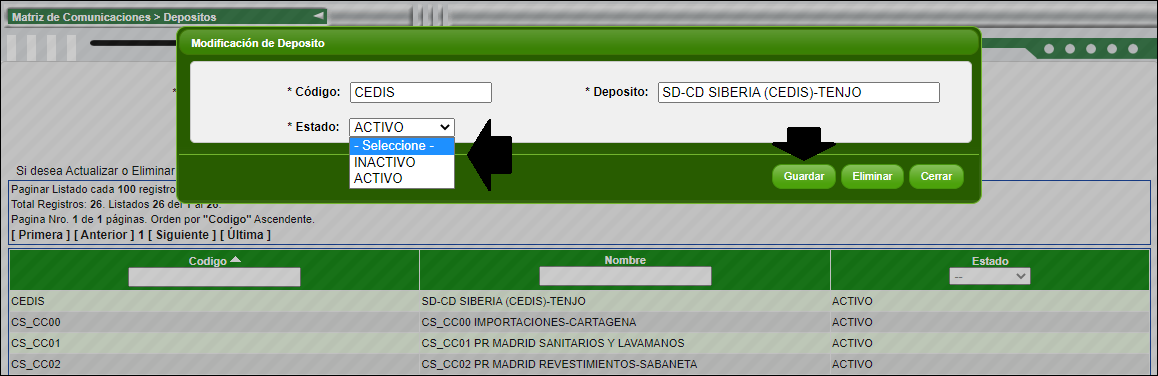 Matriz de Comunicaciones > Depositos
Modificación de Deposito
* Código: CEDIS * Deposito: SD-CD SIBERIA (CEDIS)-TENJO
* Estado: ACTIVO
- Seleccione -
INACTIVO
ACTIVO
Guardar Eliminar Cerrar
*
Si desea Actualizar o Eliminar
Paginar Listado cada 100 registro
Total Registros: 26. Listados 26 del 1 al 26.
Pagina Nro. 1 de 1 páginas. Orden por "Codigo" Ascendente.
[ Primera ] [ Anterior ] 1 [ Siguiente ] [ Última ]
Codigo Nombre Estado
--
CEDIS SD-CD SIBERIA (CEDIS)-TENJO ACTIVO
CS_CC00 CS_CC00 IMPORTACIONES-CARTAGENA ACTIVO
CS_CC01 CS_CC01 PR MADRID SANITARIOS Y LAVAMANOS ACTIVO
CS_CC02 CS_CC02 PR MADRID REVESTIMIENTOS-SABANETA ACTIVO